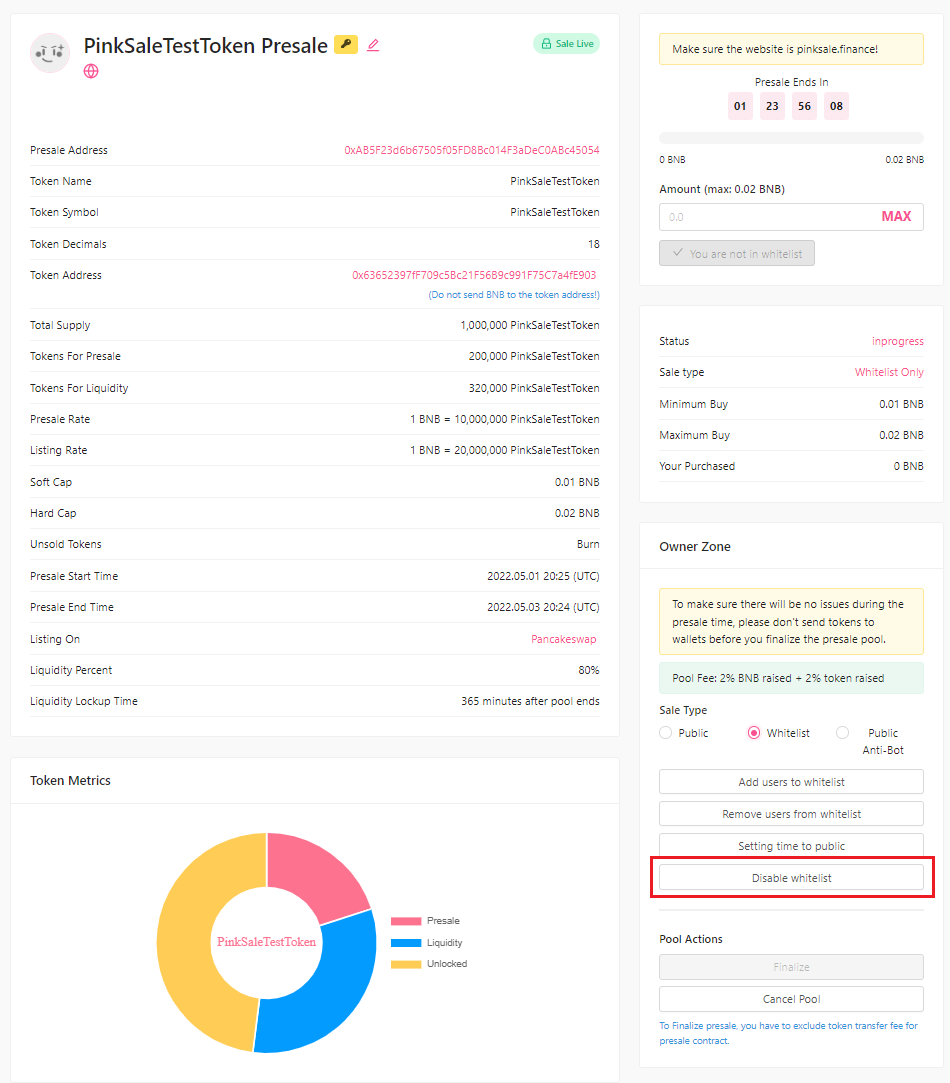 PinkSaleTestToken Presale
Sale Live
Presale Address 0xAB5F23d6b67505f05FD8Bc014F3aDeC0ABc45054
Token Name PinkSaleTestToken
Token Symbol PinkSaleTestToken
Token Decimals 18
Token Address 0x63652397fF709c5Bc21F56B9c991F75C7a4fE903
(Do not send BNB to the token address!)
Total Supply 1,000,000 PinkSaleTestToken
Tokens For Presale 200,000 PinkSaleTestToken
Tokens For Liquidity 320,000 PinkSaleTestToken
Presale Rate 1 BNB = 10,000,000 PinkSaleTestToken
Listing Rate 1 BNB = 20,000,000 PinkSaleTestToken
Soft Cap 0.01 BNB
Hard Cap 0.02 BNB
Unsold Tokens Burn
Presale Start Time 2022.05.01 20:25 (UTC)
Presale End Time 2022.05.03 20:24 (UTC)
Listing On Pancakeswap
Liquidity Percent 80%
Liquidity Lockup Time 365 minutes after pool ends
Token Metrics
PinkSaleTestToken
Presale
Liquidity
Unlocked
Make sure the website is pinksale.finance!
Presale Ends In
01 23 56 08
0 BNB 0.02 BNB
Amount (max: 0.02 BNB)
0.0 MAX
You are not in whitelist
Status inprogress
Sale type Whitelist Only
Minimum Buy 0.01 BNB
Maximum Buy 0.02 BNB
Your Purchased 0 BNB
Owner Zone
To make sure there will be no issues during the
presale time, please don't send tokens to
wallets before you finalize the presale pool.
Pool Fee: 2% BNB raised + 2% token raised
Sale Type
Public Whitelist Public
Anti-Bot
Add users to whitelist
Remove users from whitelist
Setting time to public
Disable whitelist
Pool Actions
Finalize
Cancel Pool
To Finalize presale, you have to exclude token transfer fee for
presale contract.